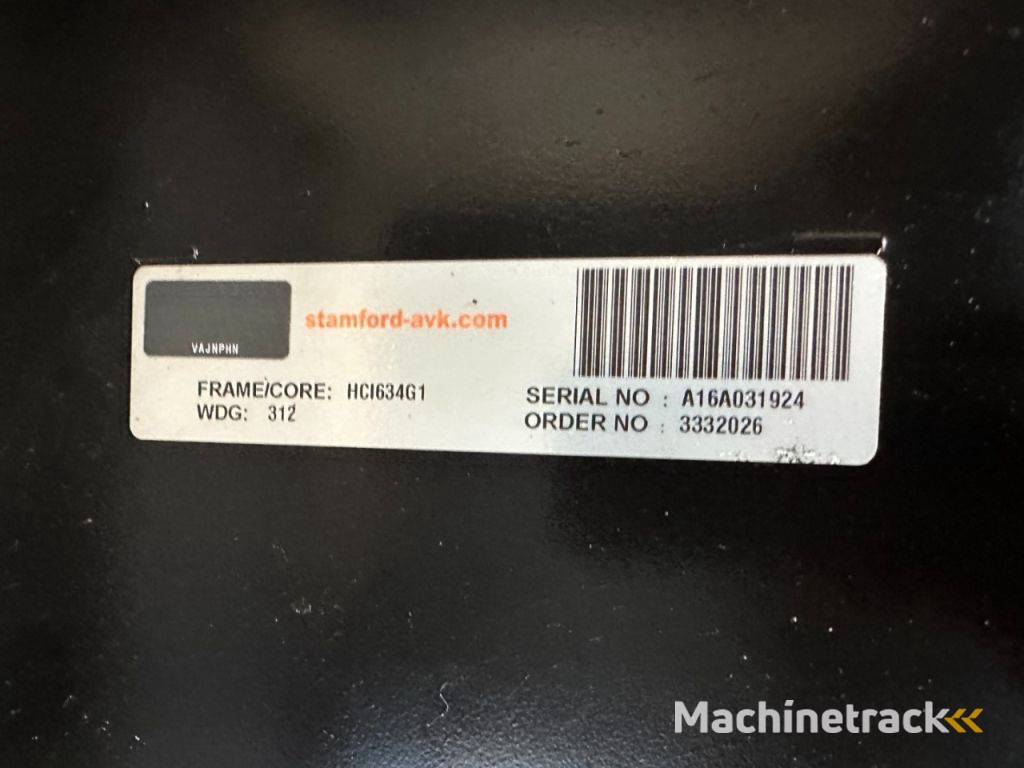 VAJNPHN
stamford-avk.com
FRAME/CORE: HCI634G1
WDG: 312
SERIAL NO : A16A031924
ORDER NO : 3332026
Machinetrack